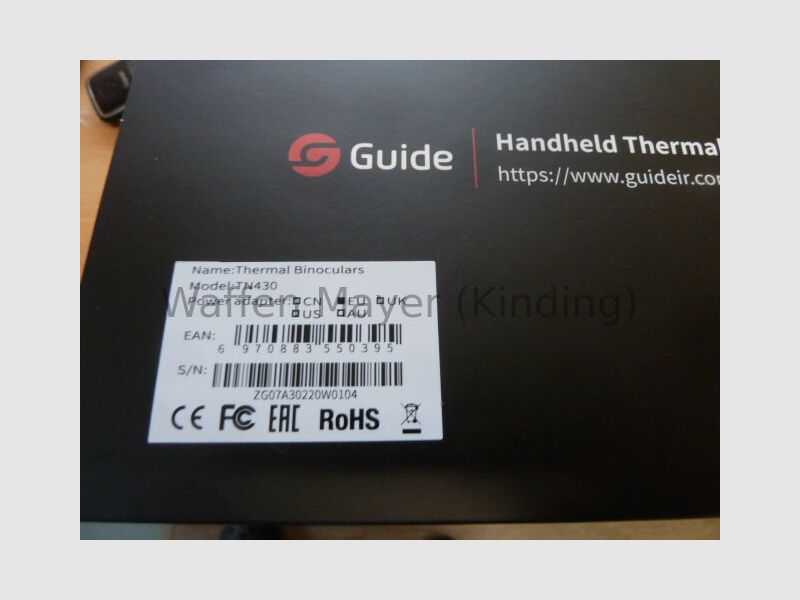 Guide
Handheld Thermal
https://www.guideir.co
Name:Thermal Binoculars
Model:TN430
Power adapter: CN EU UK
US AU
Waffen Mayer (Kinding)
EAN:
6 970883 550395
S/N:
ZG07A30220W0104
CE FC EAC RoHS